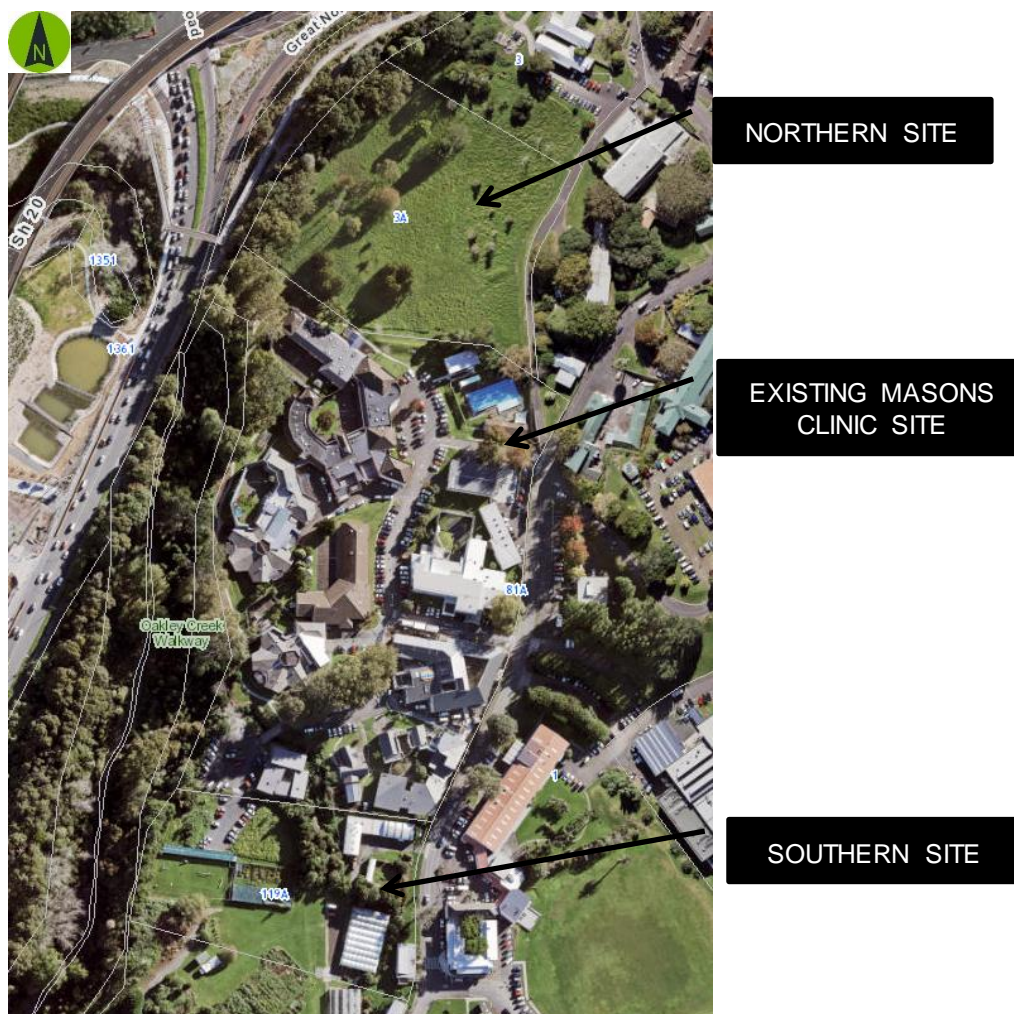 N
oad
Great No
3
NORTHERN SITE
3A
Sh 20
1351
1361
EXISTING MASONS
CLINIC SITE
81A
Oakley Creek
Walkway
1
SOUTHERN SITE
119A